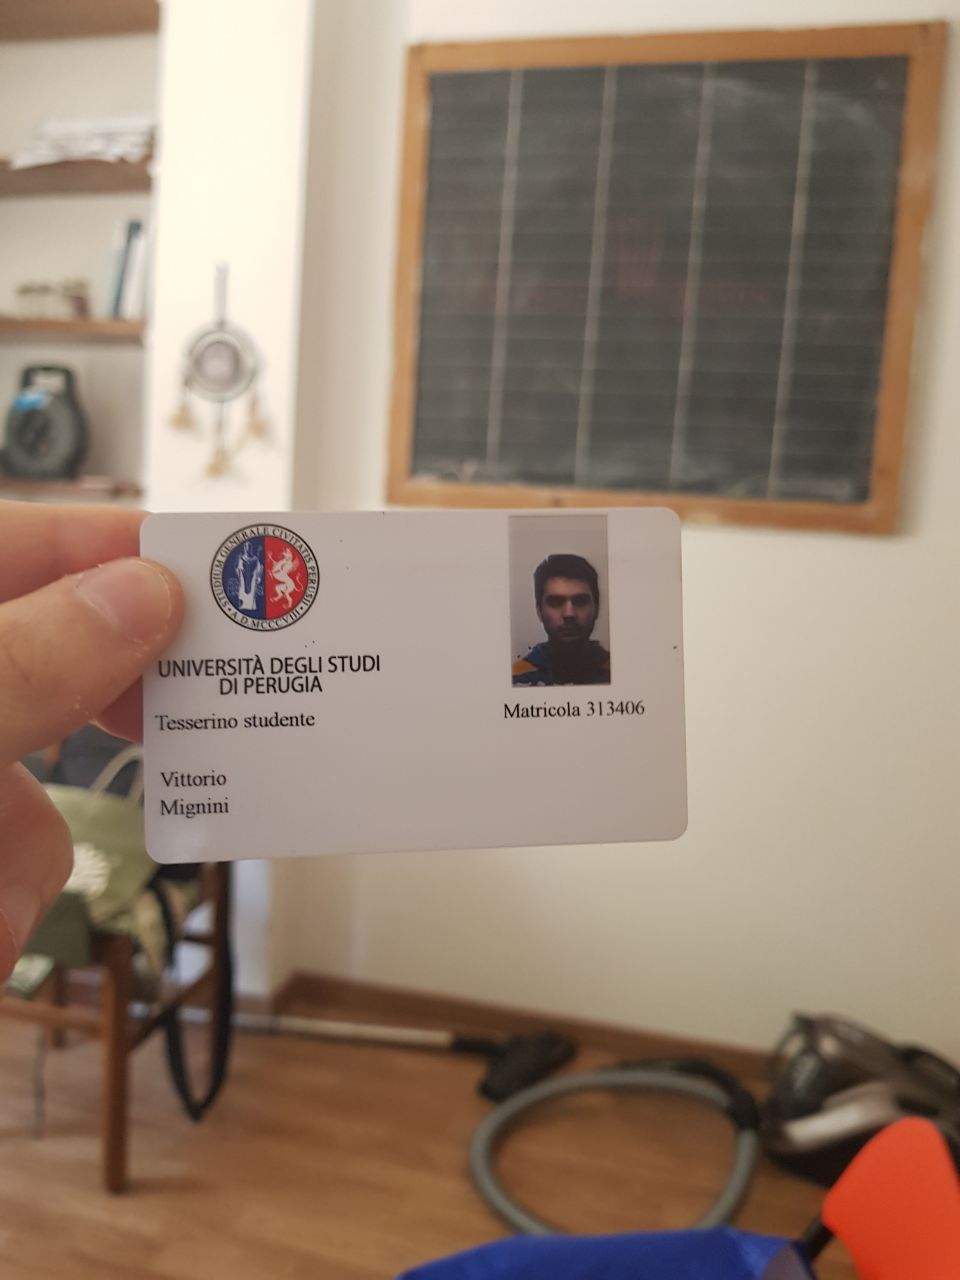 STUDIUM GENERALE CIVITATIS PERUSII
A.D. MCCCVIII
UNIVERSITÀ DEGLI STUDI
DI PERUGIA
Tesserino studente
Matricola 313406
Vittorio
Mignini